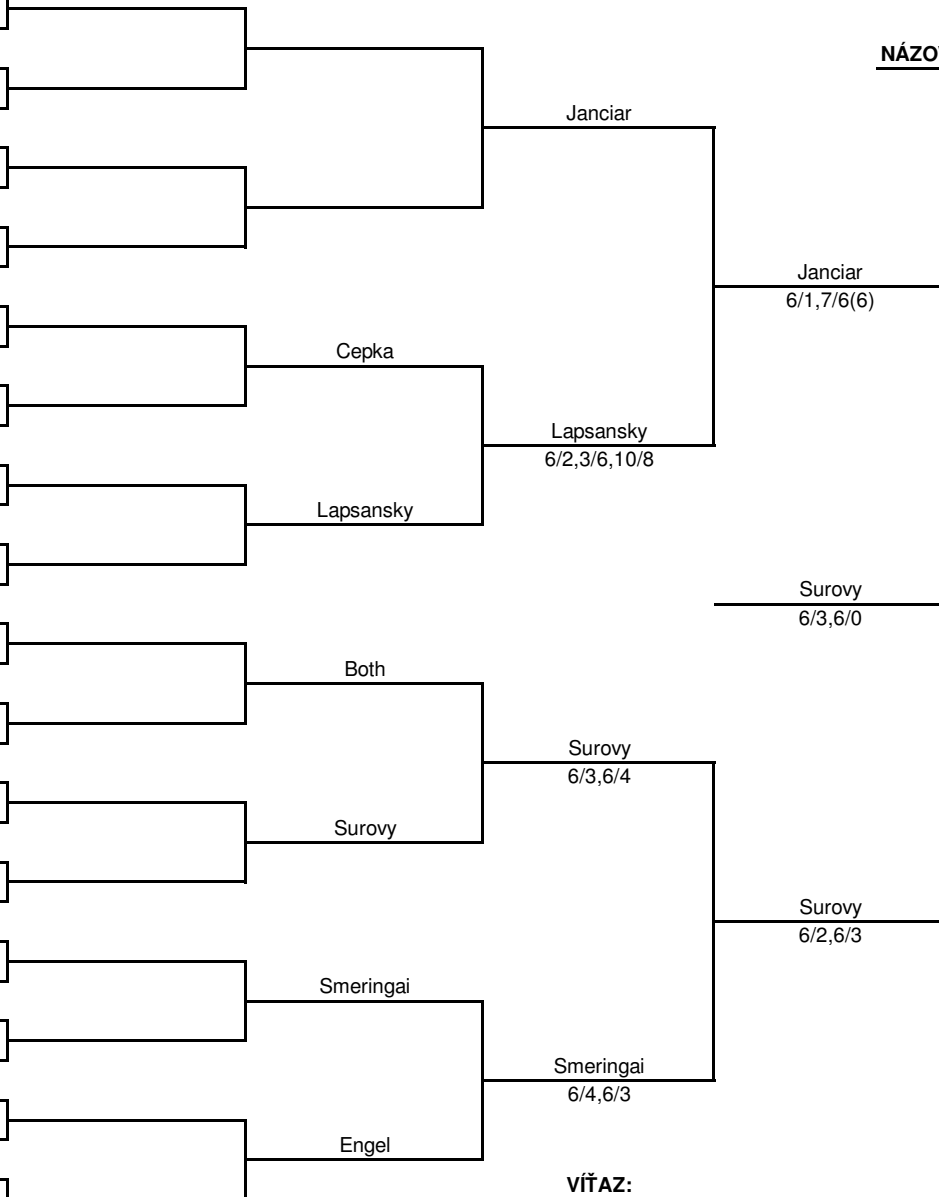 NÁZO
Janciar
Janciar
6/1,7/6(6)
Cepka
Lapsansky
6/2,3/6,10/8
Lapsansky
Surovy
6/3,6/0
Both
Surovy
6/3,6/4
Surovy
Surovy
6/2,6/3
Smeringai
Smeringai
6/4,6/3
Engel
VÍŤAZ: